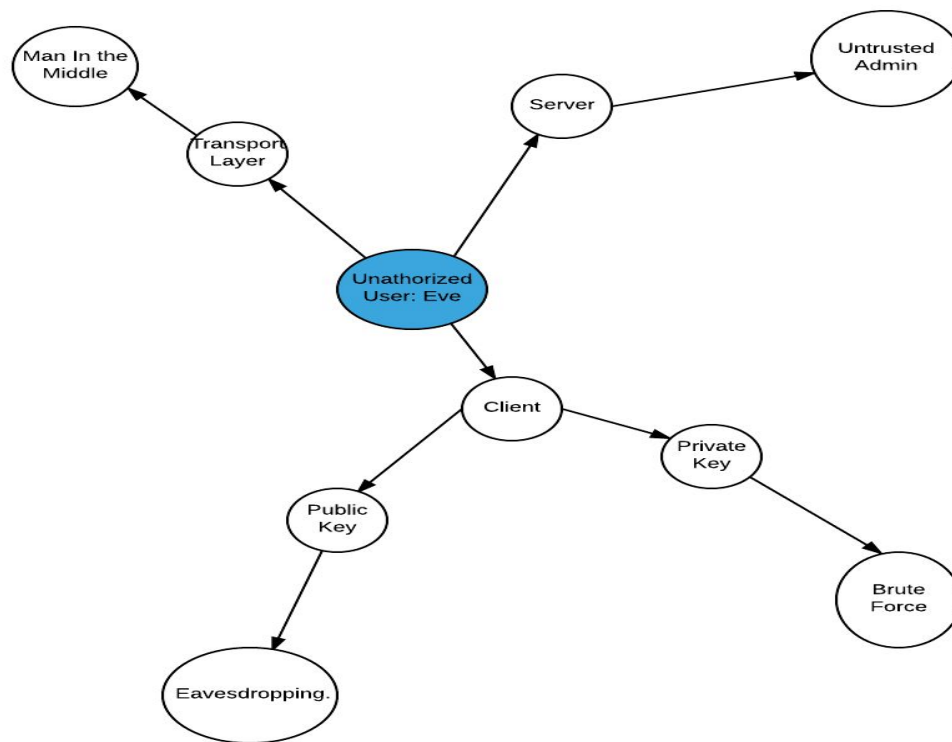 Man In the
Middle
Untrusted
Admin
Server
Transport
Layer
Unathorized
User: Eve
Client
Private
Key
Public
Key
Brute
Force
Eavesdropping.